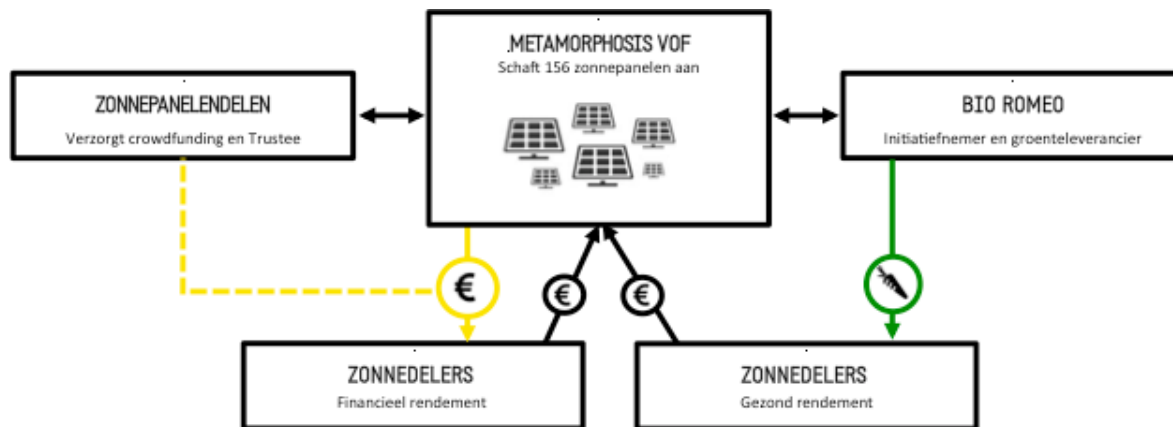 METAMORPHOSIS VOF
Schaft 156 zonnepanelen aan
ZONNEPANELENDELEN
Verzorgt crowdfunding en Trustee
BIO ROMEO
Initiatiefnemer en groenteleverancier
€
€
€
ZONNEDELERS
Financieel rendement
ZONNEDELERS
Gezond rendement